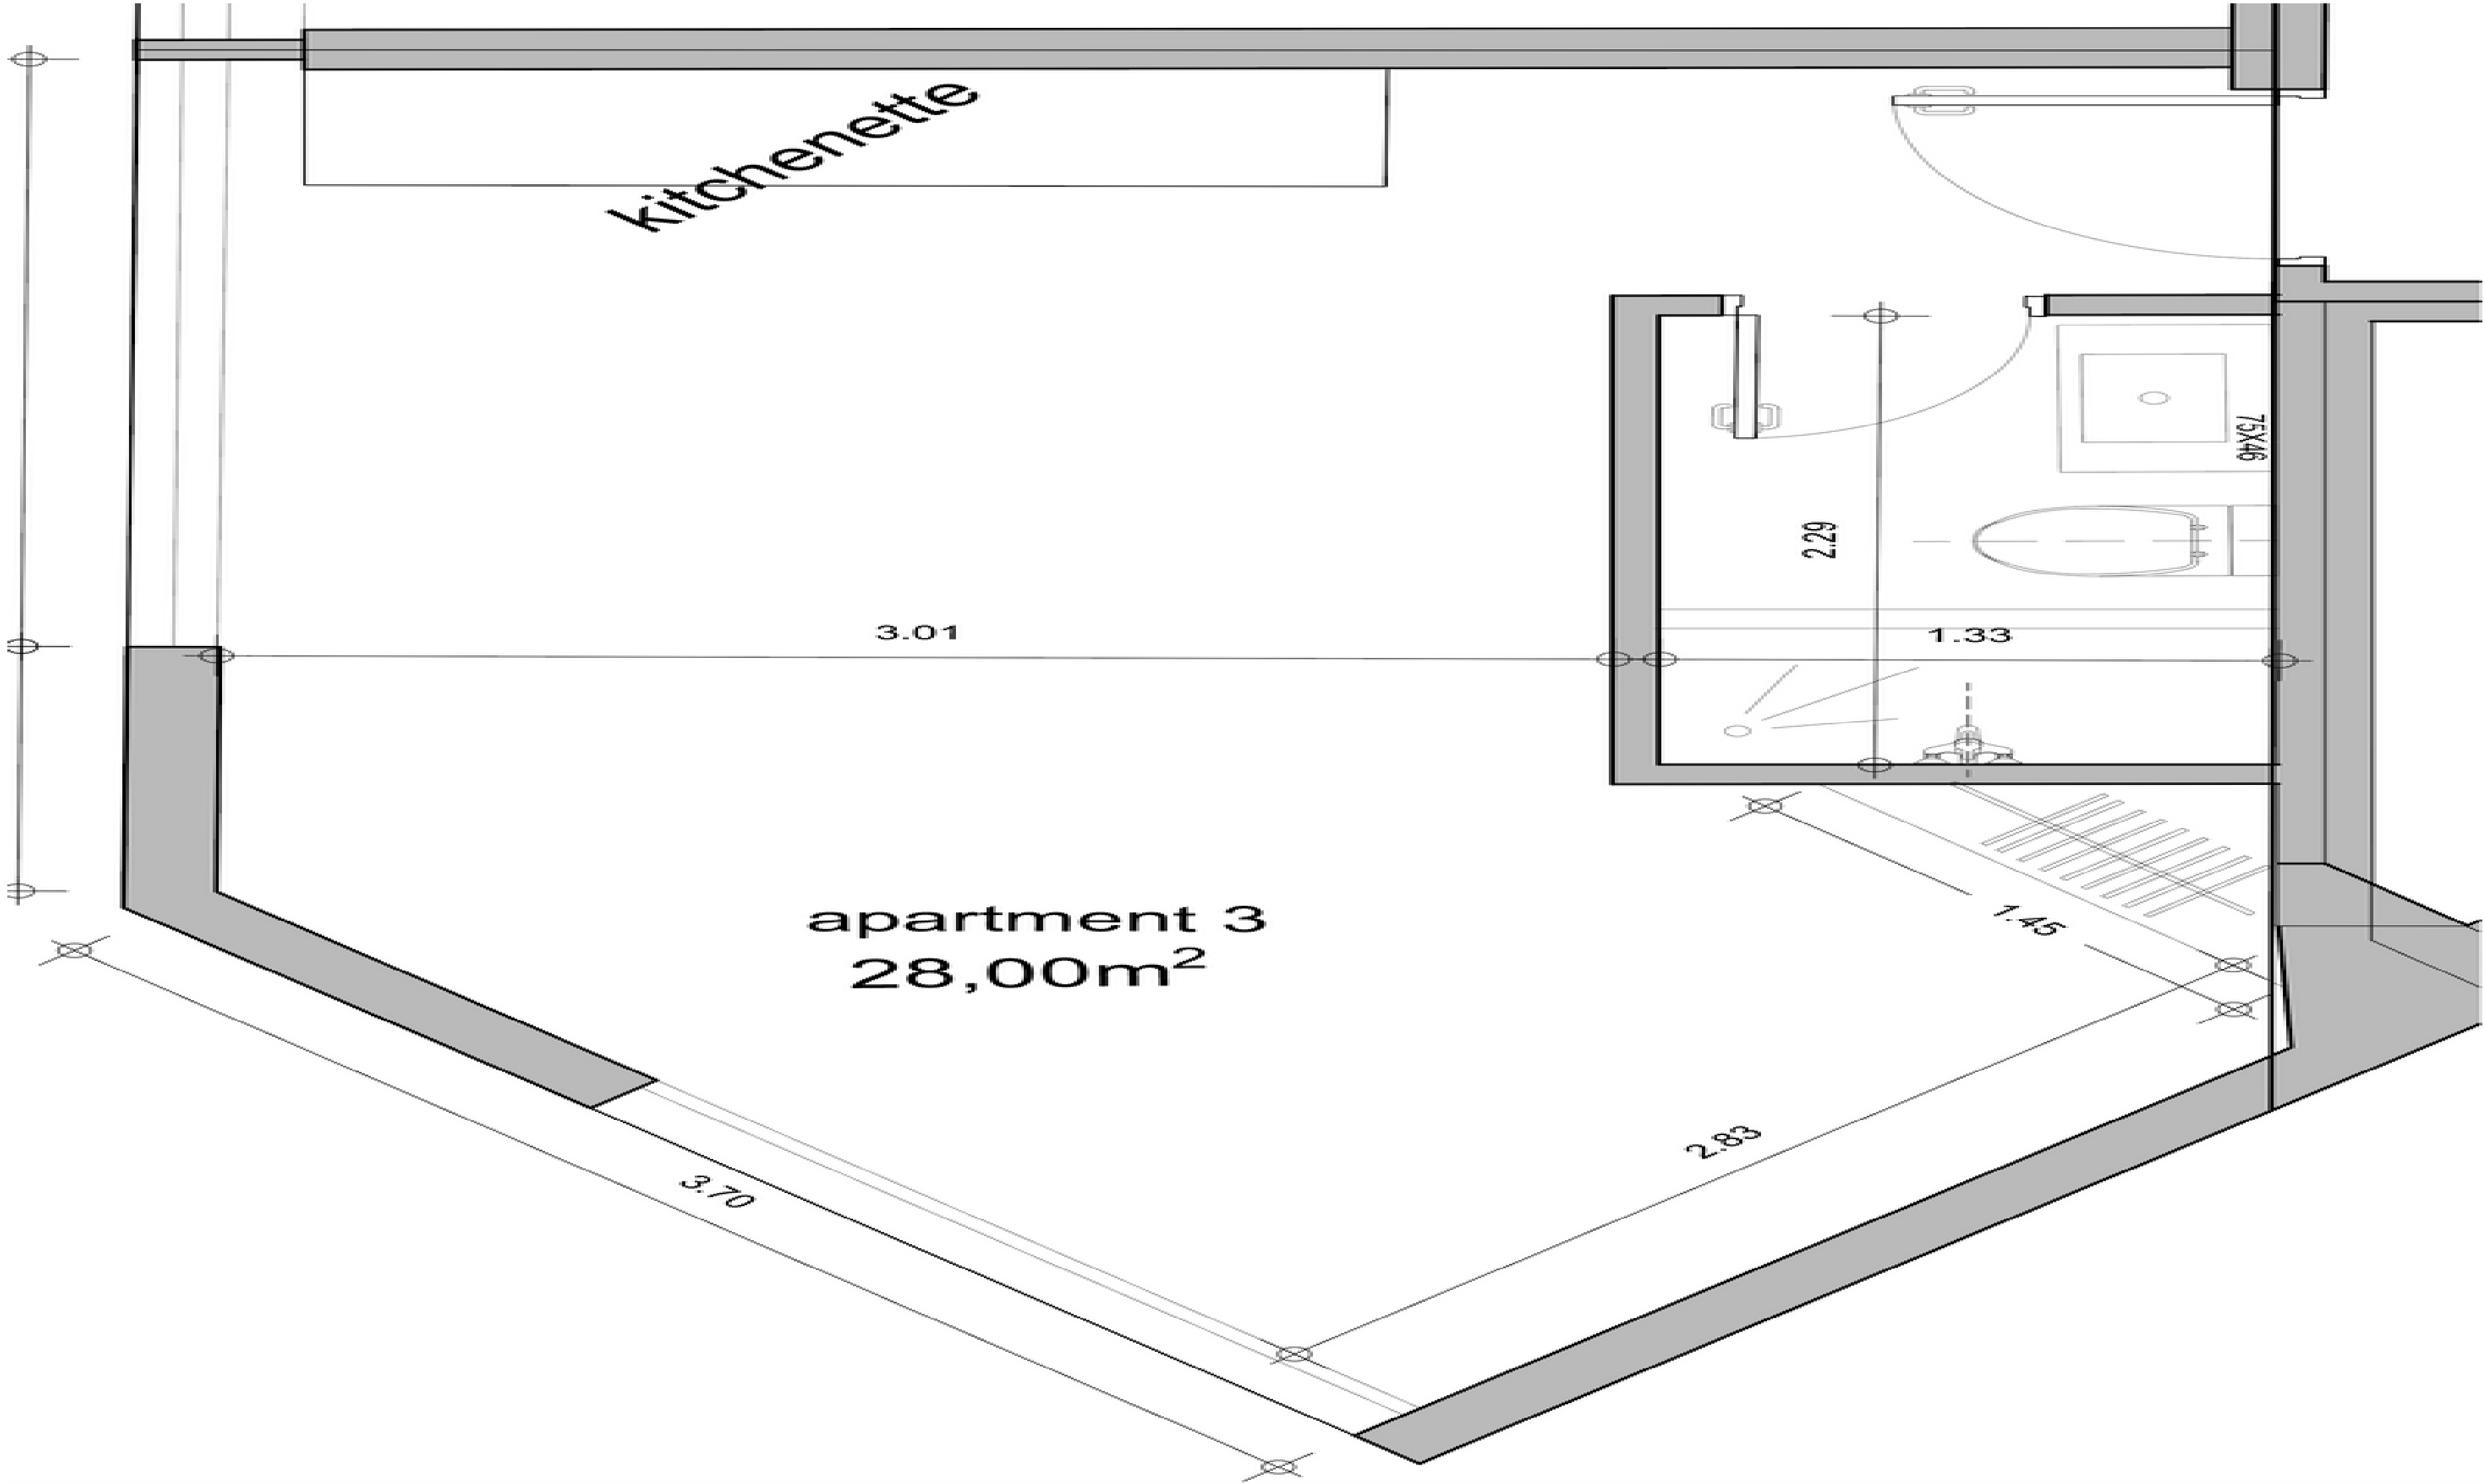 kitchenette
75X46
2.29
3.01
1.33
apartment 3
28,00m²
1.45
2.83
3.70